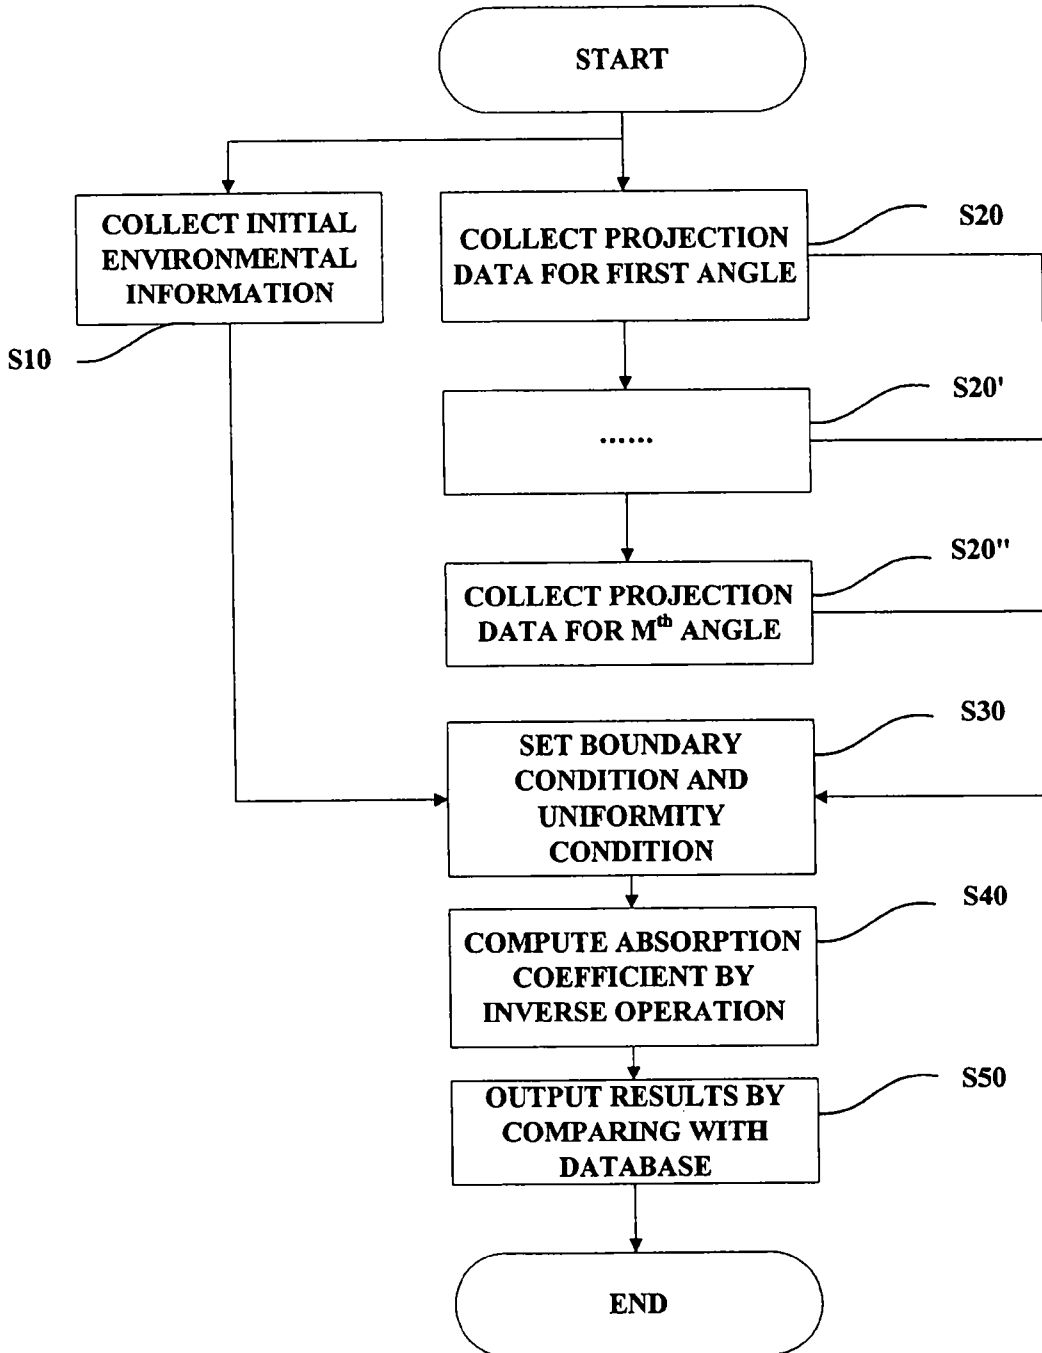 START
COLLECT INITIAL
ENVIRONMENTAL
INFORMATION
S10
COLLECT PROJECTION
DATA FOR FIRST ANGLE
S20
......
S20'
COLLECT PROJECTION
DATA FOR Mth ANGLE
S20"
SET BOUNDARY
CONDITION AND
UNIFORMITY
CONDITION
S30
COMPUTE ABSORPTION
COEFFICIENT BY
INVERSE OPERATION
S40
OUTPUT RESULTS BY
COMPARING WITH
DATABASE
S50
END